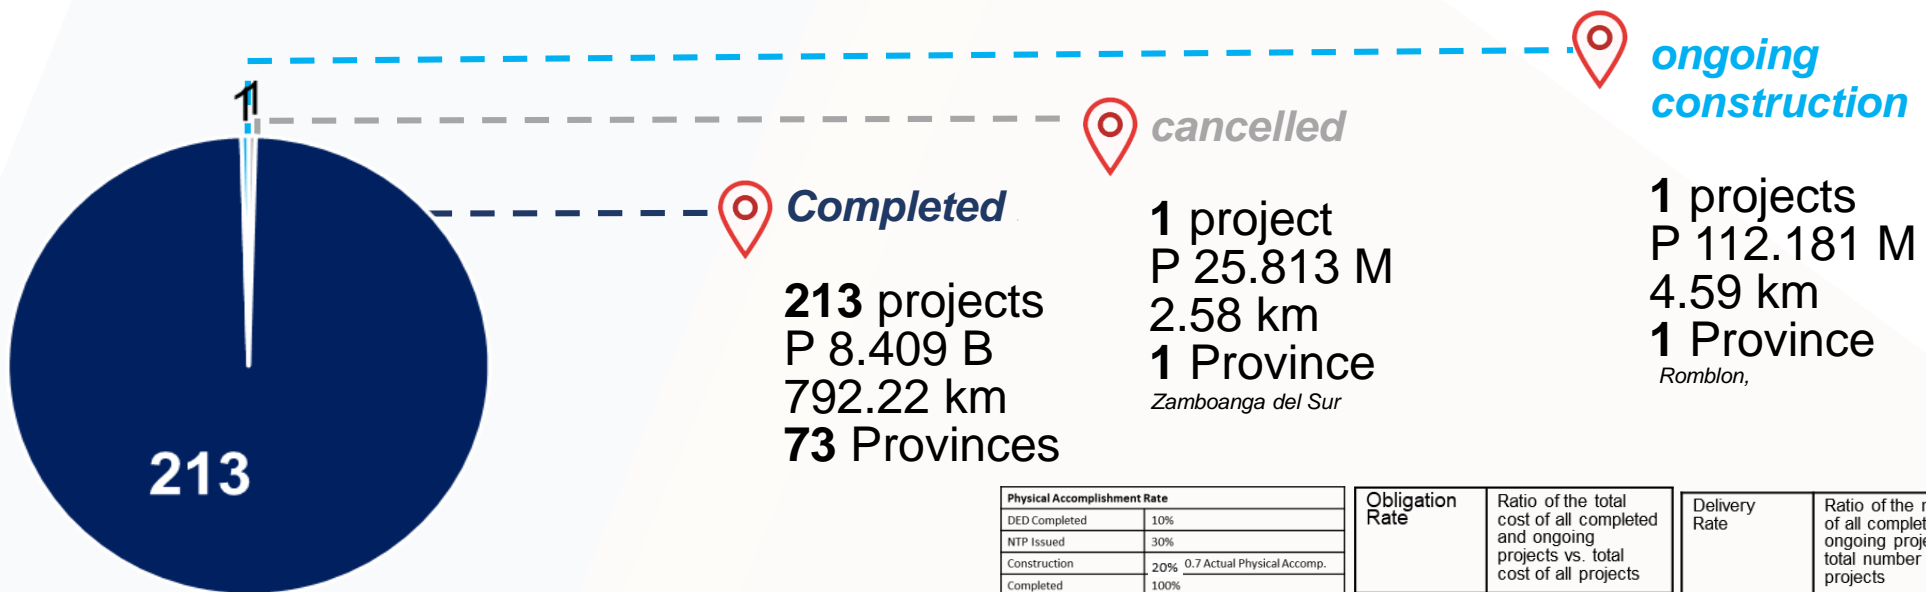 1
1
213
Completed
213 projects
P 8.409 B
792.22 km
73 Provinces
cancelled
1 project
P 25.813 M
2.58 km
1 Province
Zamboanga del Sur
ongoing
construction
1 projects
P 112.181 M
4.59 km
1 Province
Romblon,
Physical Accomplishment Rate
DED Completed 10%
NTP Issued 30%
Construction 20% 0.7 Actual Physical Accomp.
Completed 100%
Obligation
Rate
Ratio of the total
cost of all completed
and ongoing
projects vs. total
cost of all projects
Delivery
Rate
Ratio of the
of all
ongoing
total number
projects